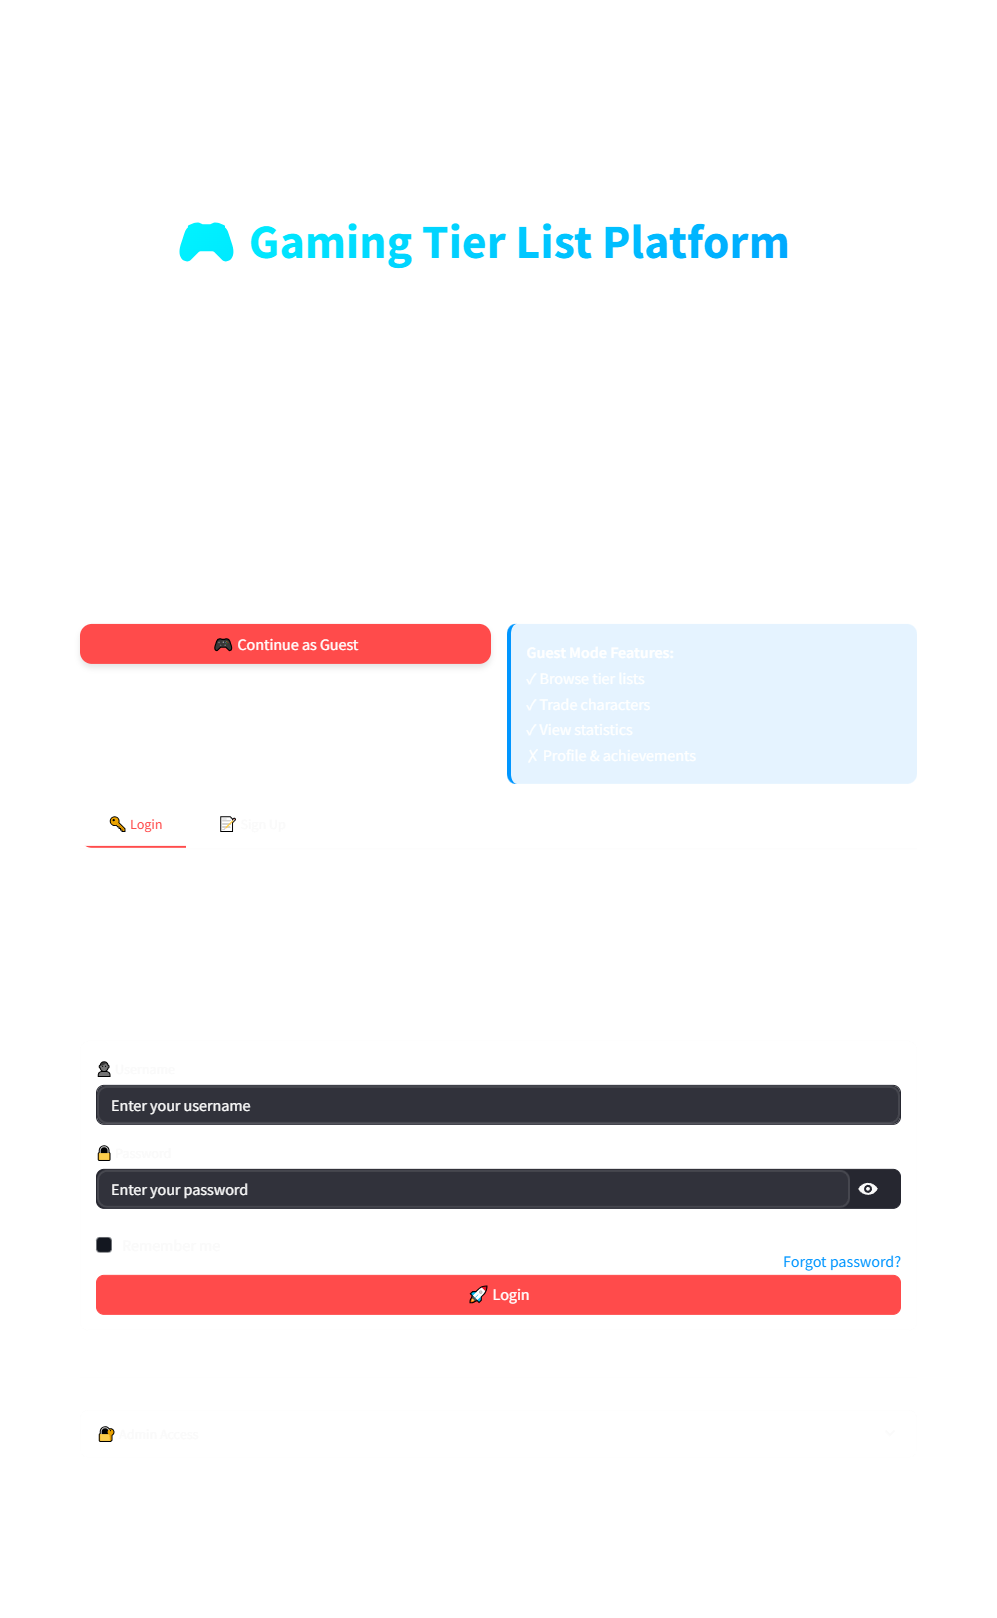 🎮 Gaming Tier List Platform
🎮 Continue as Guest
Guest Mode Features:
✓ Browse tier lists
✓ Trade characters
✓ View statistics
✗ Profile & achievements
🔑 Login
📝 Sign Up
👤 Username
Enter your username
🔒 Password
Enter your password
Remember me
Forgot password?
🚀 Login
🔐 Admin Access